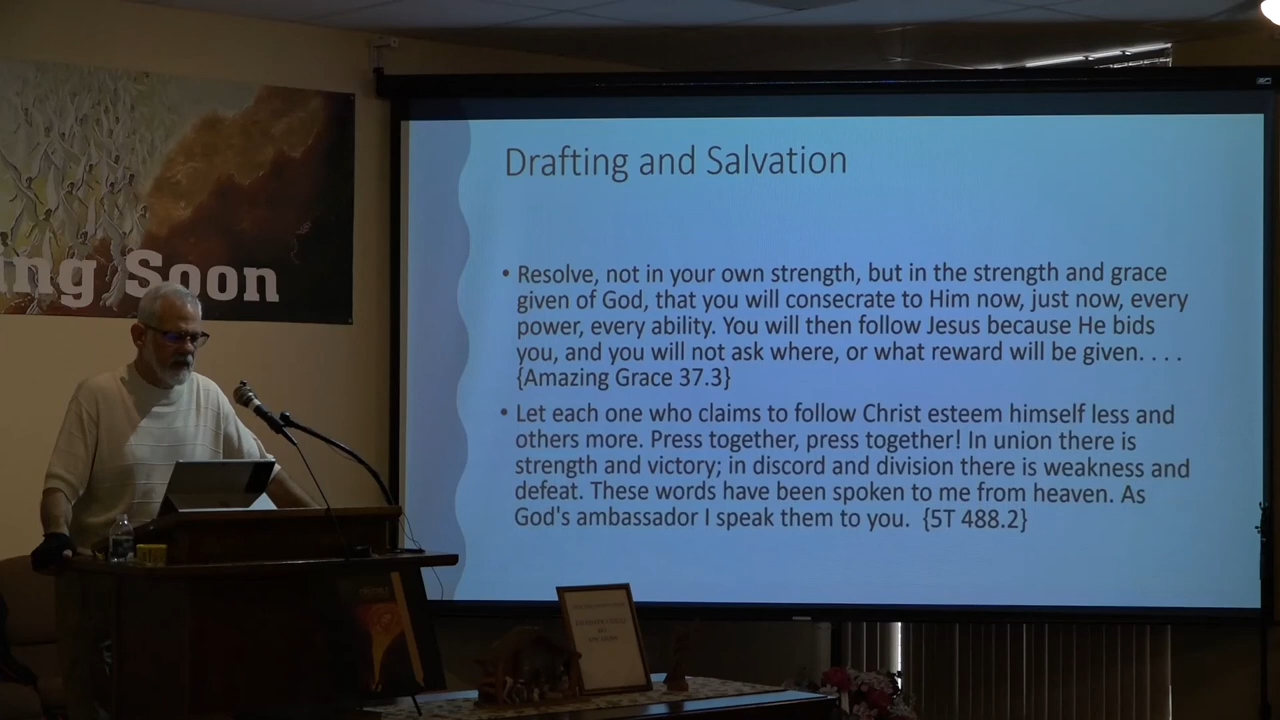 ing Soon
Drafting and Salvation
• Resolve, not in your own strength, but in the strength and grace
given of God, that you will consecrate to Him now, just now, every
power, every ability. You will then follow Jesus because He bids
you, and you will not ask where, or what reward will be given. . . .
{Amazing Grace 37.3}
• Let each one who claims to follow Christ esteem himself less and
others more. Press together, press together! In union there is
strength and victory; in discord and division there is weakness and
defeat. These words have been spoken to me from heaven. As
God's ambassador I speak them to you.  {5T 488.2}